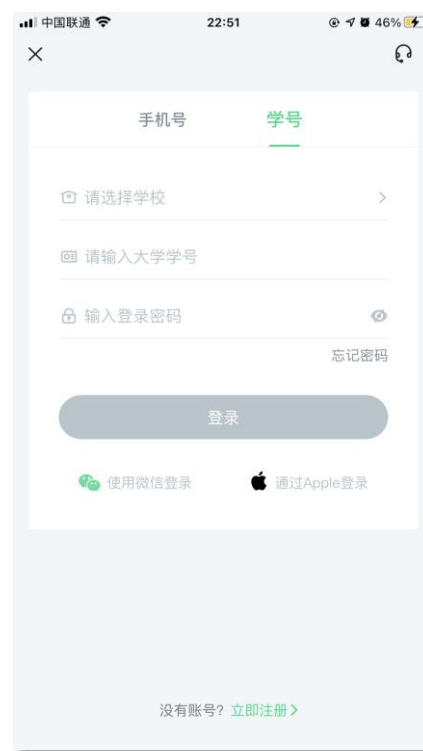 中国联通 22:51 46%
手机号 学号
请选择学校
请输入大学学号
输入登录密码
忘记密码
登录
使用微信登录 通过Apple登录
没有账号? 立即注册